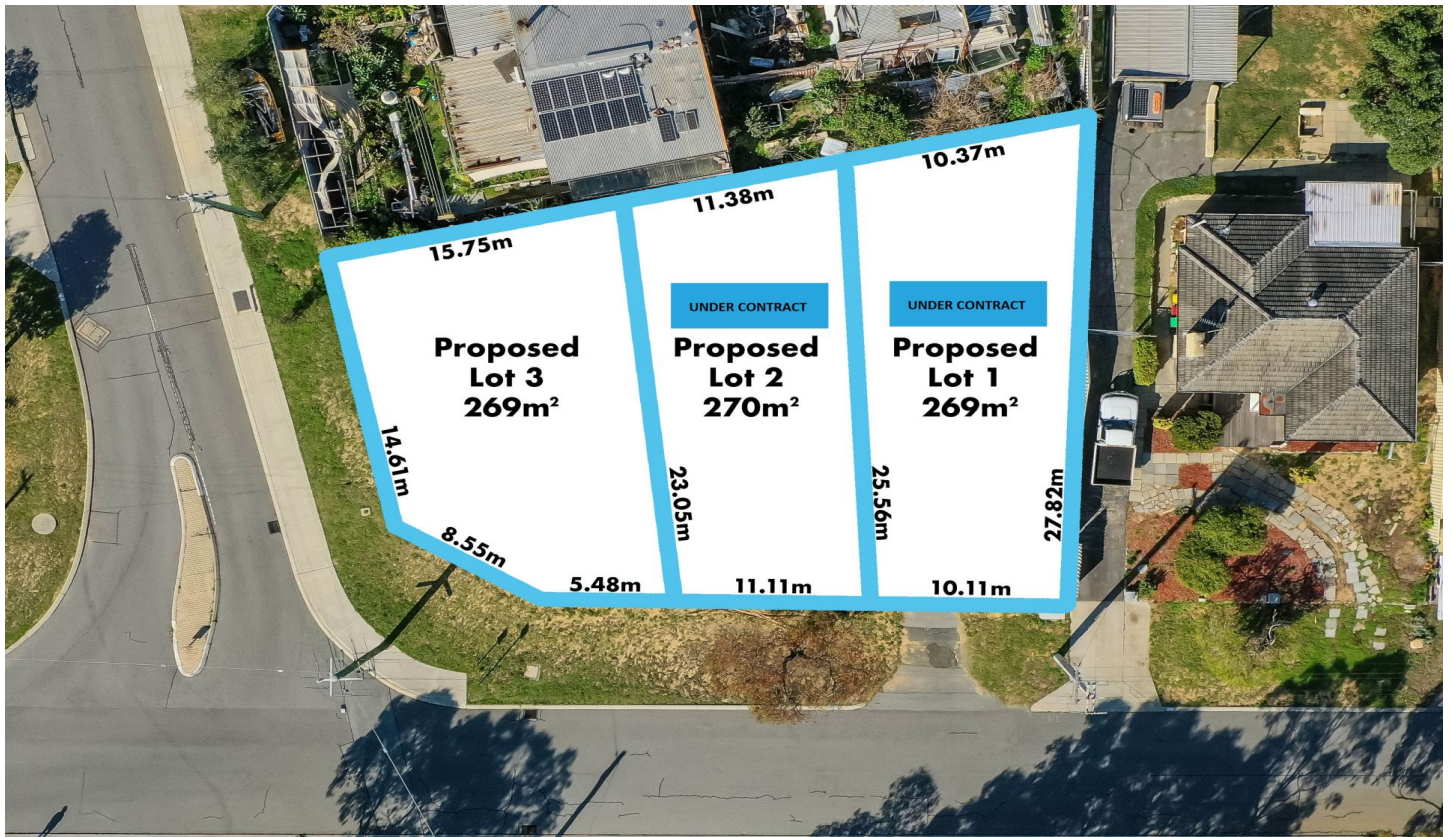 10.37m
11.38m
15.75m
UNDER CONTRACT
UNDER CONTRACT
Proposed
Lot 3
269m²
Proposed
Lot 2
270m²
Proposed
Lot 1
269m²
14.61m
23.05m
25.56m
27.82m
8.55m
5.48m
11.11m
10.11m